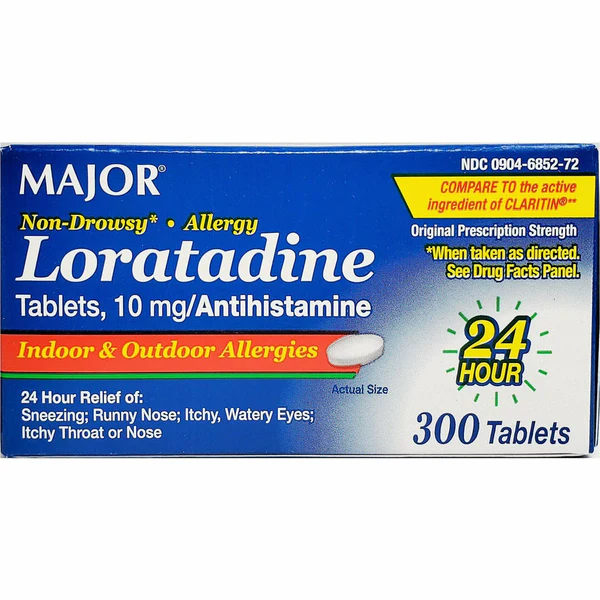 MAJOR®
NDC 0904-6852-72
COMPARE TO the active
ingredient of CLARITIN®**
Non-Drowsy* • Allergy
Original Prescription Strength
Loratadine
*When taken as directed.
See Drug Facts Panel.
Tablets, 10 mg/Antihistamine
Indoor & Outdoor Allergies
24
HOUR
Actual Size
24 Hour Relief of:
Sneezing; Runny Nose; Itchy, Watery Eyes;
Itchy Throat or Nose
300 Tablets